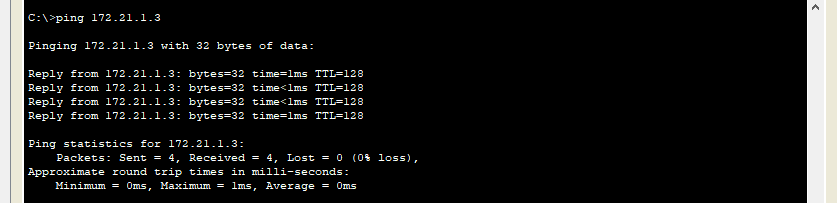 C:\>ping 172.21.1.3
Pinging 172.21.1.3 with 32 bytes of data:
Reply from 172.21.1.3: bytes=32 time=1ms TTL=128
Reply from 172.21.1.3: bytes=32 time<1ms TTL=128
Reply from 172.21.1.3: bytes=32 time<1ms TTL=128
Reply from 172.21.1.3: bytes=32 time=1ms TTL=128
Ping statistics for 172.21.1.3:
Packets: Sent = 4, Received = 4, Lost = 0 (0% loss),
Approximate round trip times in milli-seconds:
Minimum = 0ms, Maximum = 1ms, Average = 0ms